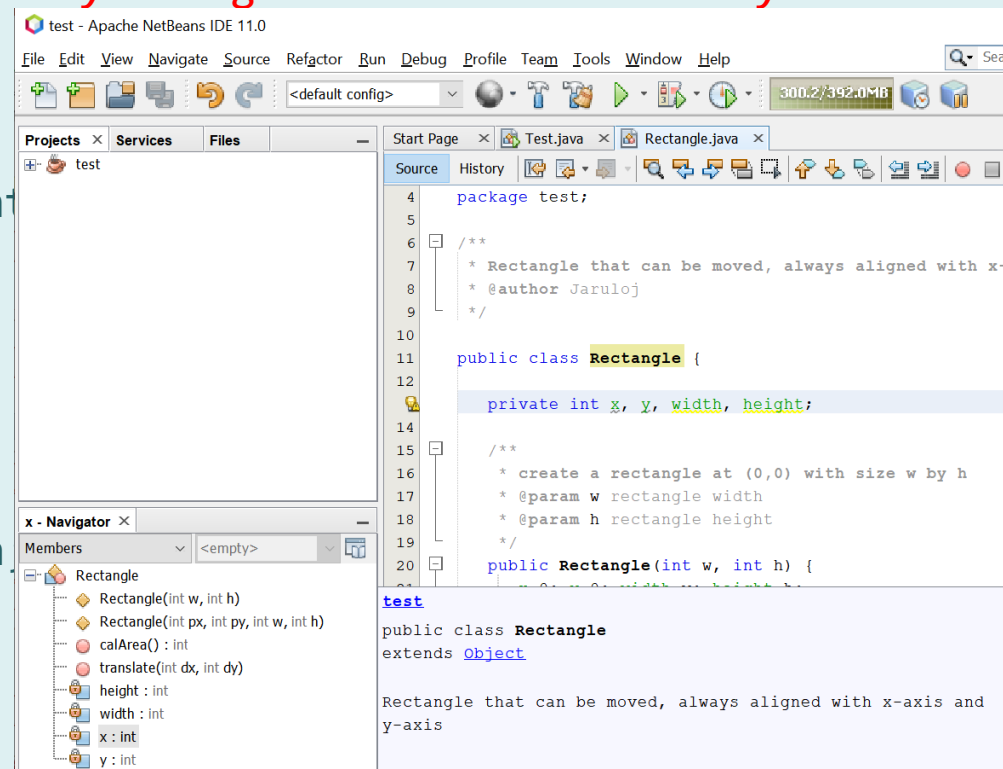 test - Apache NetBeans IDE 11.0
File Edit View Navigate Source Refactor Run Debug Profile Team Tools Window Help
<default config>
300.2/392.0MB
Projects Services Files
test
Start Page Test.java Rectangle.java
Source History
4 package test;
5
6 /**
7 * Rectangle that can be moved, always aligned with x-
8 * @author Jaruloj
9 */
10
11 public class Rectangle {
12
private int x, y, width, height;
14
15 /**
16 * create a rectangle at (0,0) with size w by h
17 * @param w rectangle width
18 * @param h rectangle height
19 */
20 public Rectangle(int w, int h) {
x - Navigator
Members <empty>
Rectangle
Rectangle(int w, int h)
Rectangle(int px, int py, int w, int h)
calArea() : int
translate(int dx, int dy)
height : int
width : int
x : int
y : int
test
public class Rectangle
extends Object
Rectangle that can be moved, always aligned with x-axis and
y-axis